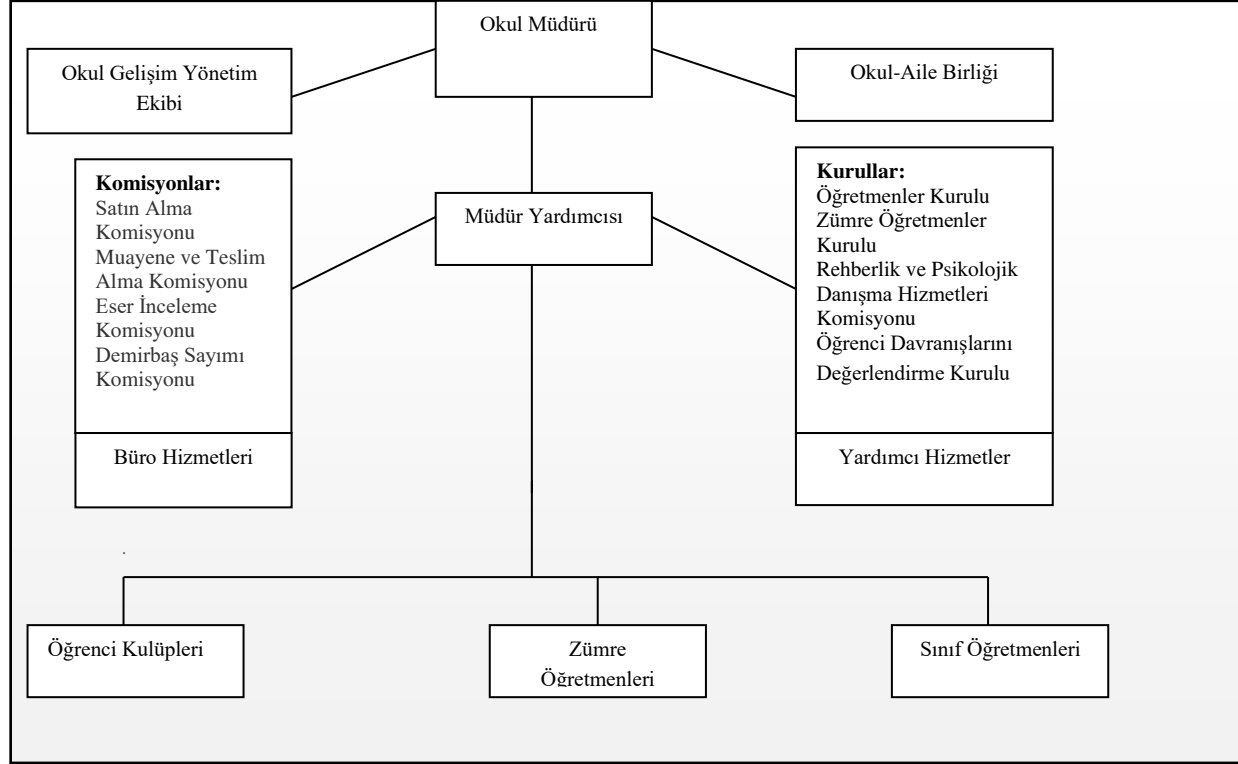 Okul Müdürü
Okul Gelişim Yönetim
Ekibi
Okul-Aile Birliği
Komisyonlar:
Satın Alma
Komisyonu
Muayene ve Teslim
Alma Komisyonu
Eser İnceleme
Komisyonu
Demirbaş Sayımı
Komisyonu
Müdür Yardımcısı
Kurullar:
Öğretmenler Kurulu
Zümre Öğretmenler
Kurulu
Rehberlik ve Psikolojik
Danışma Hizmetleri
Komisyonu
Öğrenci Davranışlarını
Değerlendirme Kurulu
Büro Hizmetleri
Yardımcı Hizmetler
Öğrenci Kulüpleri
Zümre
Öğretmenleri
Sınıf Öğretmenleri